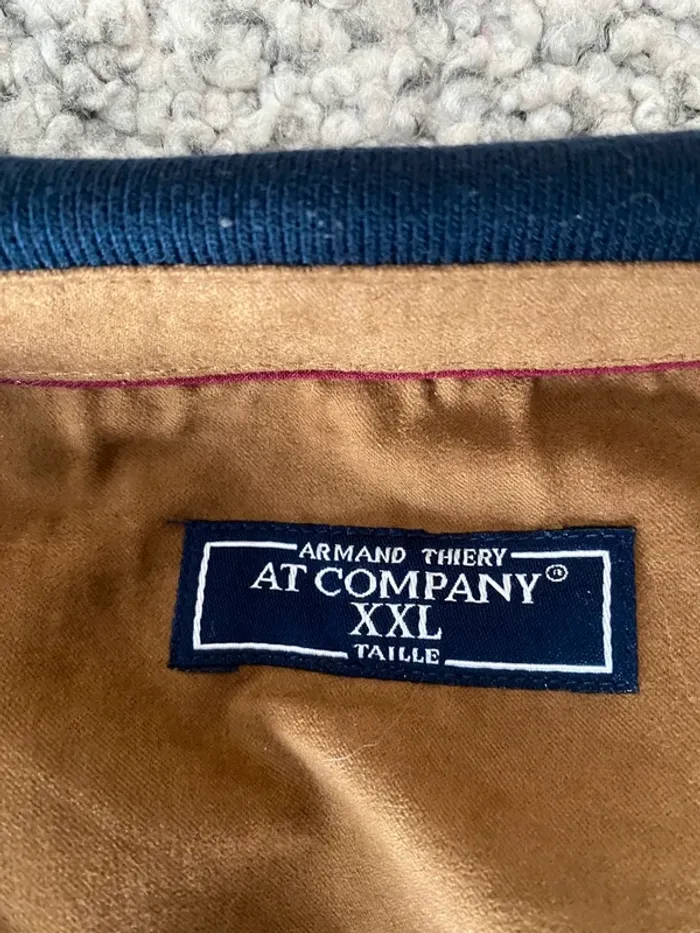 ARMAND THIERY
AT COMPANY®
XXL
TAILLE